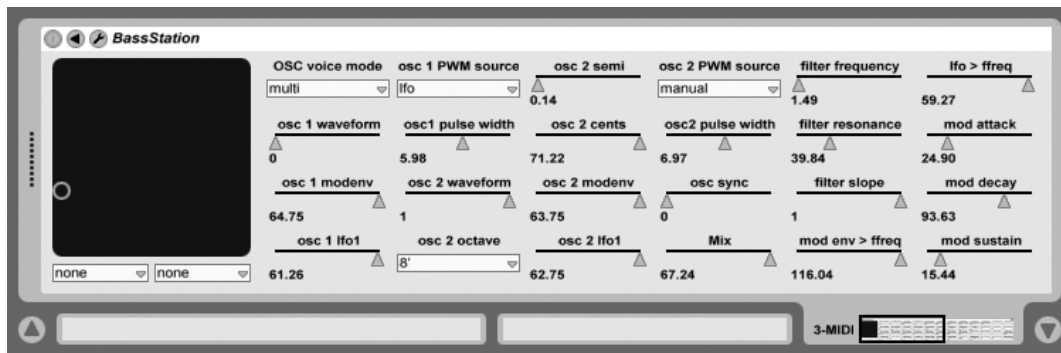 BassStation
OSC voice mode osc 1 PWM source osc 2 semi osc 2 PWM source filter frequency lfo > ffreq
multi lfo 0.14 manual 1.49 59.27
osc 1 waveform osc1 pulse width osc 2 cents osc2 pulse width filter resonance mod attack
0 5.98 71.22 6.97 39.84 24.90
osc 1 modenv osc 2 waveform osc 2 modenv osc sync filter slope mod decay
64.75 1 63.75 0 1 93.63
osc 1 lfo1 osc 2 octave osc 2 lfo1 Mix mod env > ffreq mod sustain
none none 61.26 8' 62.75 67.24 116.04 15.44
3-MIDI